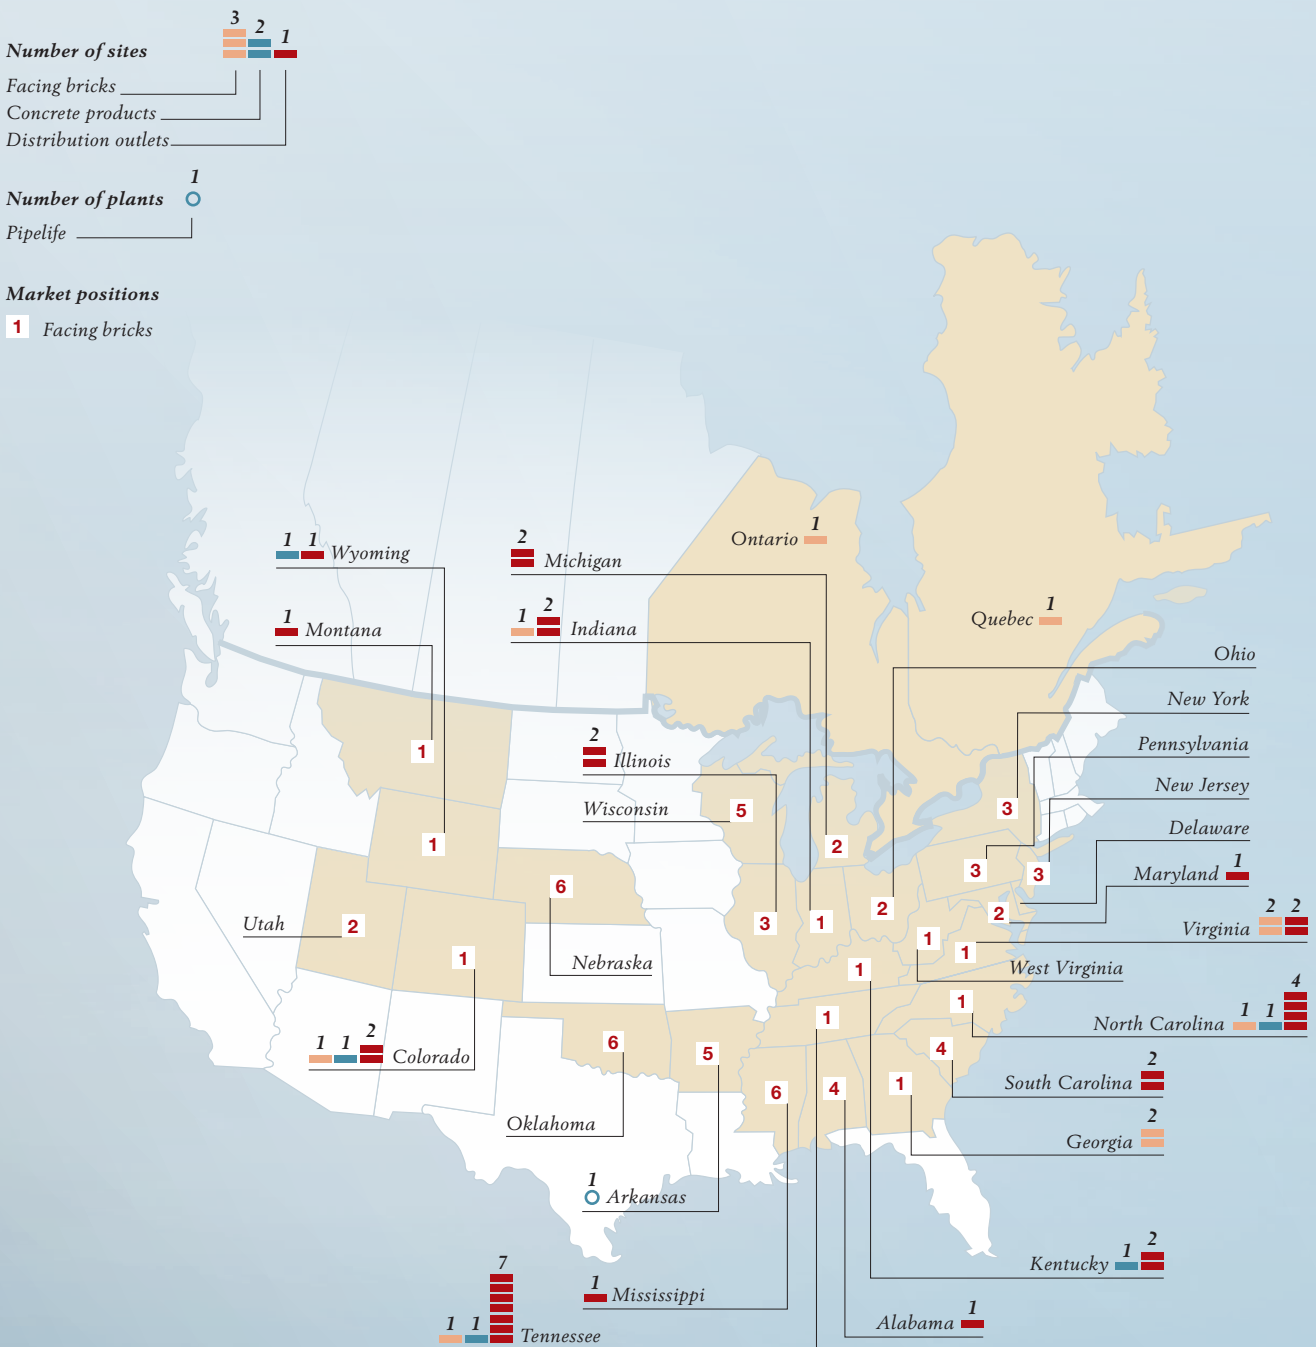 3 2 1
Number of sites
Facing bricks
Concrete products
Distribution outlets
1
Number of plants
Pipelife
Market positions
1 Facing bricks
1 1 Wyoming
2 Michigan
Ontario 1
1 Montana
1 2 Indiana
Quebec 1
Ohio
New York
Pennsylvania
New Jersey
Delaware
Maryland 1
Virginia 2 2
West Virginia
North Carolina 1 1 4
South Carolina 2
Georgia 2
2 Illinois
Wisconsin
Utah
Nebraska
1 1 2 Colorado
Oklahoma
1 Arkansas
1 Mississippi
1 1 7 Tennessee
Kentucky 1 2
Alabama 1
1
1
5
2
3
3
3
6
2
3
1
2
2
1
1
1
1
1
1
6
5
4
6
4
1